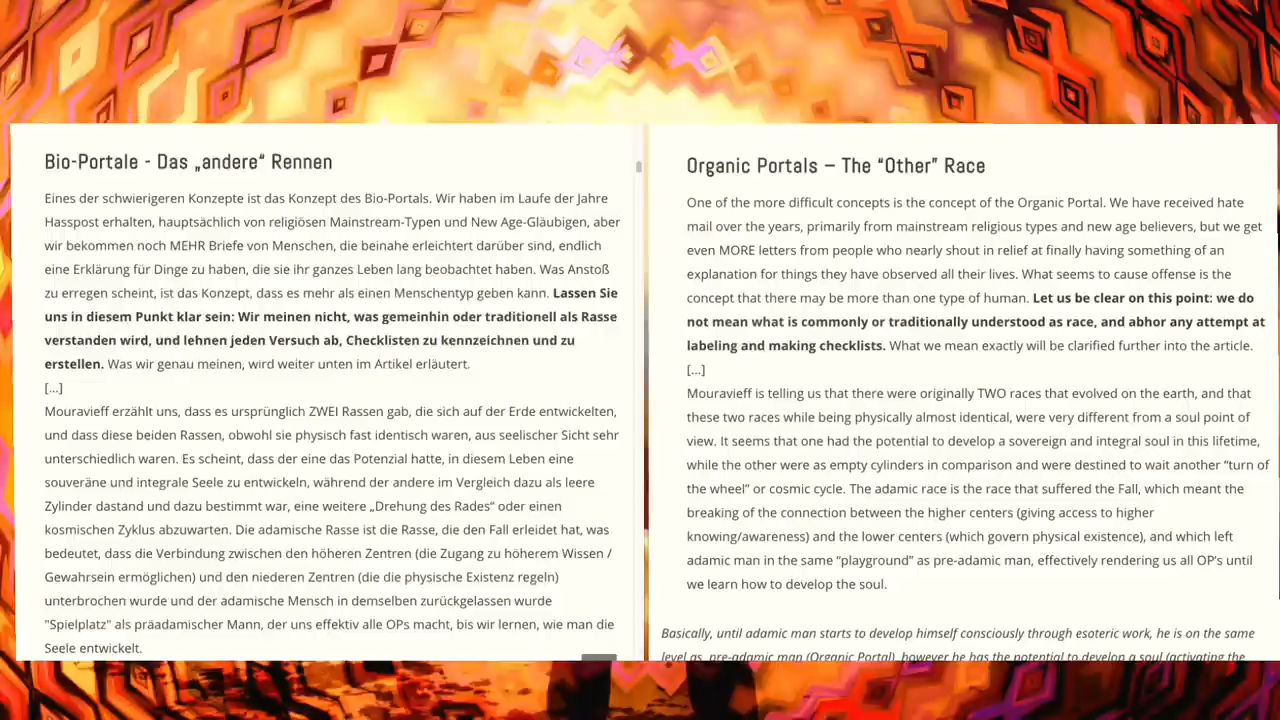 Bio-Portale - Das „andere“ Rennen
Eines der schwierigeren Konzepte ist das Konzept des Bio-Portals. Wir haben im Laufe der Jahre
Hasspost erhalten, hauptsächlich von religiösen Mainstream-Typen und New Age-Gläubigen, aber
wir bekommen noch MEHR Briefe von Menschen, die beinahe erleichtert darüber sind, endlich
eine Erklärung für Dinge zu haben, die sie ihr ganzes Leben lang beobachtet haben. Was Anstoß
zu erregen scheint, ist das Konzept, dass es mehr als einen Menschentyp geben kann. Lassen Sie
uns in diesem Punkt klar sein: Wir meinen nicht, was gemeinhin oder traditionell als Rasse
verstanden wird, und lehnen jeden Versuch ab, Checklisten zu kennzeichnen und zu
erstellen. Was wir genau meinen, wird weiter unten im Artikel erläutert.
[...]
Mouravieff erzählt uns, dass es ursprünglich ZWEI Rassen gab, die sich auf der Erde entwickelten,
und dass diese beiden Rassen, obwohl sie physisch fast identisch waren, aus seelischer Sicht sehr
unterschiedlich waren. Es scheint, dass der eine das Potenzial hatte, in diesem Leben eine
souveräne und integrale Seele zu entwickeln, während der andere im Vergleich dazu als leere
Zylinder dastand und dazu bestimmt war, eine weitere „Drehung des Rades“ oder einen
kosmischen Zyklus abzuwarten. Die adamische Rasse ist die Rasse, die den Fall erleidet hat, was
bedeutet, dass die Verbindung zwischen den höheren Zentren (die Zugang zu höherem Wissen /
Gewahrsein ermöglichen) und den niederen Zentren (die die physische Existenz regeln)
unterbrochen wurde und der adamische Mensch in demselben zurückgelassen wurde
"Spielplatz" als präadamischer Mann, der uns effektiv alle OPs macht, bis wir lernen, wie man die
Seele entwickelt.
Organic Portals – The “Other” Race
One of the more difficult concepts is the concept of the Organic Portal. We have received hate
mail over the years, primarily from mainstream religious types and new age believers, but we get
even MORE letters from people who nearly shout in relief at finally having something of an
explanation for things they have observed all their lives. What seems to cause offense is the
concept that there may be more than one type of human. Let us be clear on this point: we do
not mean what is commonly or traditionally understood as race, and abhor any attempt at
labeling and making checklists. What we mean exactly will be clarified further into the article.
[...]
Mouravieff is telling us that there were originally TWO races that evolved on the earth, and that
these two races while being physically almost identical, were very different from a soul point of
view. It seems that one had the potential to develop a sovereign and integral soul in this lifetime,
while the other were as empty cylinders in comparison and were destined to wait another “turn of
the wheel” or cosmic cycle. The adamic race is the race that suffered the Fall, which meant the
breaking of the connection between the higher centers (giving access to higher
knowing/awareness) and the lower centers (which govern physical existence), and which left
adamic man in the same “playground” as pre-adamic man, effectively rendering us all OP’s until
we learn how to develop the soul.
Basically, until adamic man starts to develop himself consciously through esoteric work, he is on the same
level as pre-adamic man (Organic Portal), however he has the potential to develop a soul (activating the